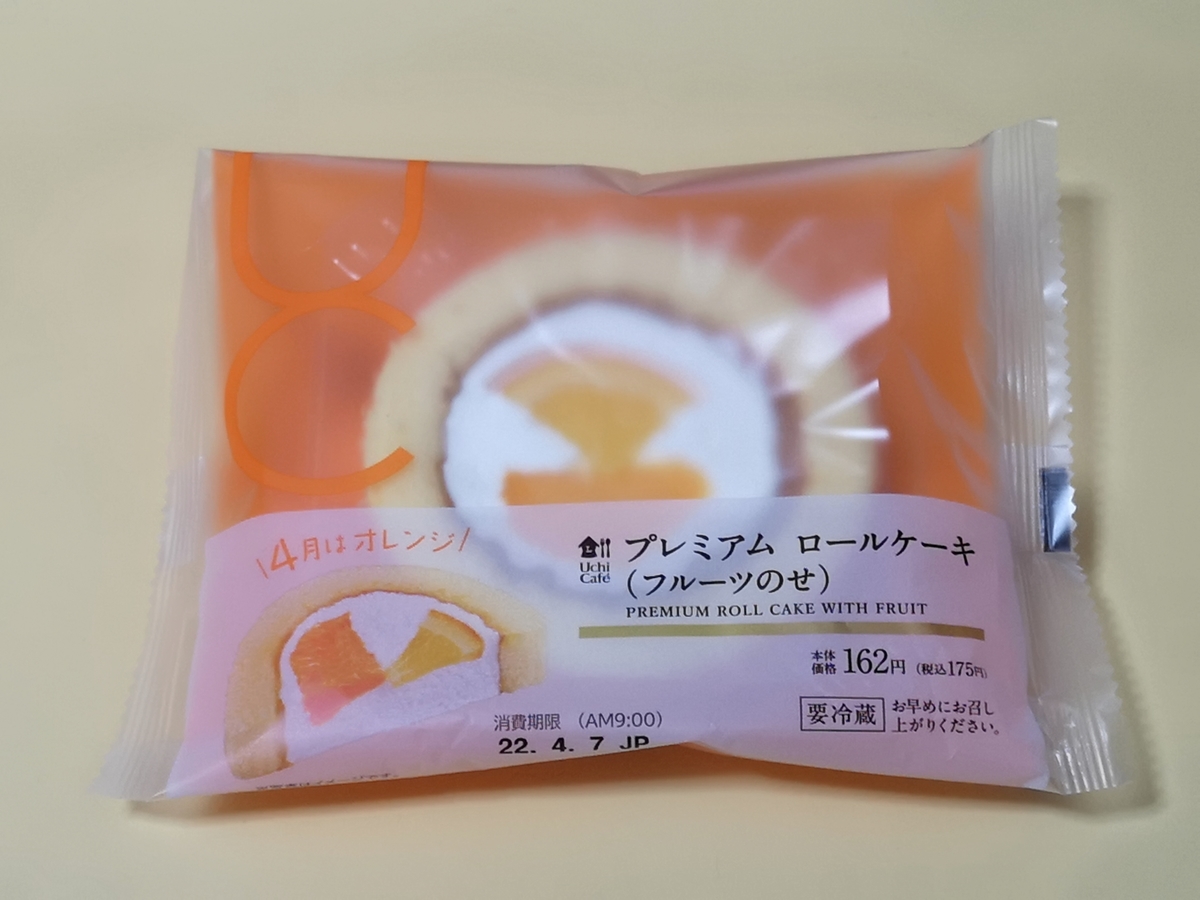 UC
\4月はオレンジ/
Uchi
Café
プレミアム ロールケーキ
(フルーツのせ)
PREMIUM ROLL CAKE WITH FRUIT
本体
価格 162円 (税込175円)
要冷蔵
お早めにお召し
上がりください。
消費期限 (AM9:00)
22. 4. 7 JP